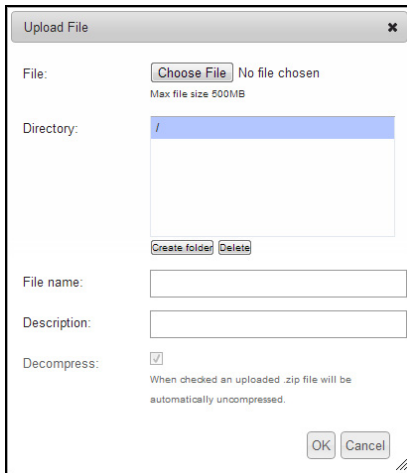 Upload File
File: Choose File No file chosen
Max file size 500MB
Directory: /
Create folder Delete
File name:
Description:
Decompress:
When checked an uploaded .zip file will be
automatically uncompressed.
OK Cancel